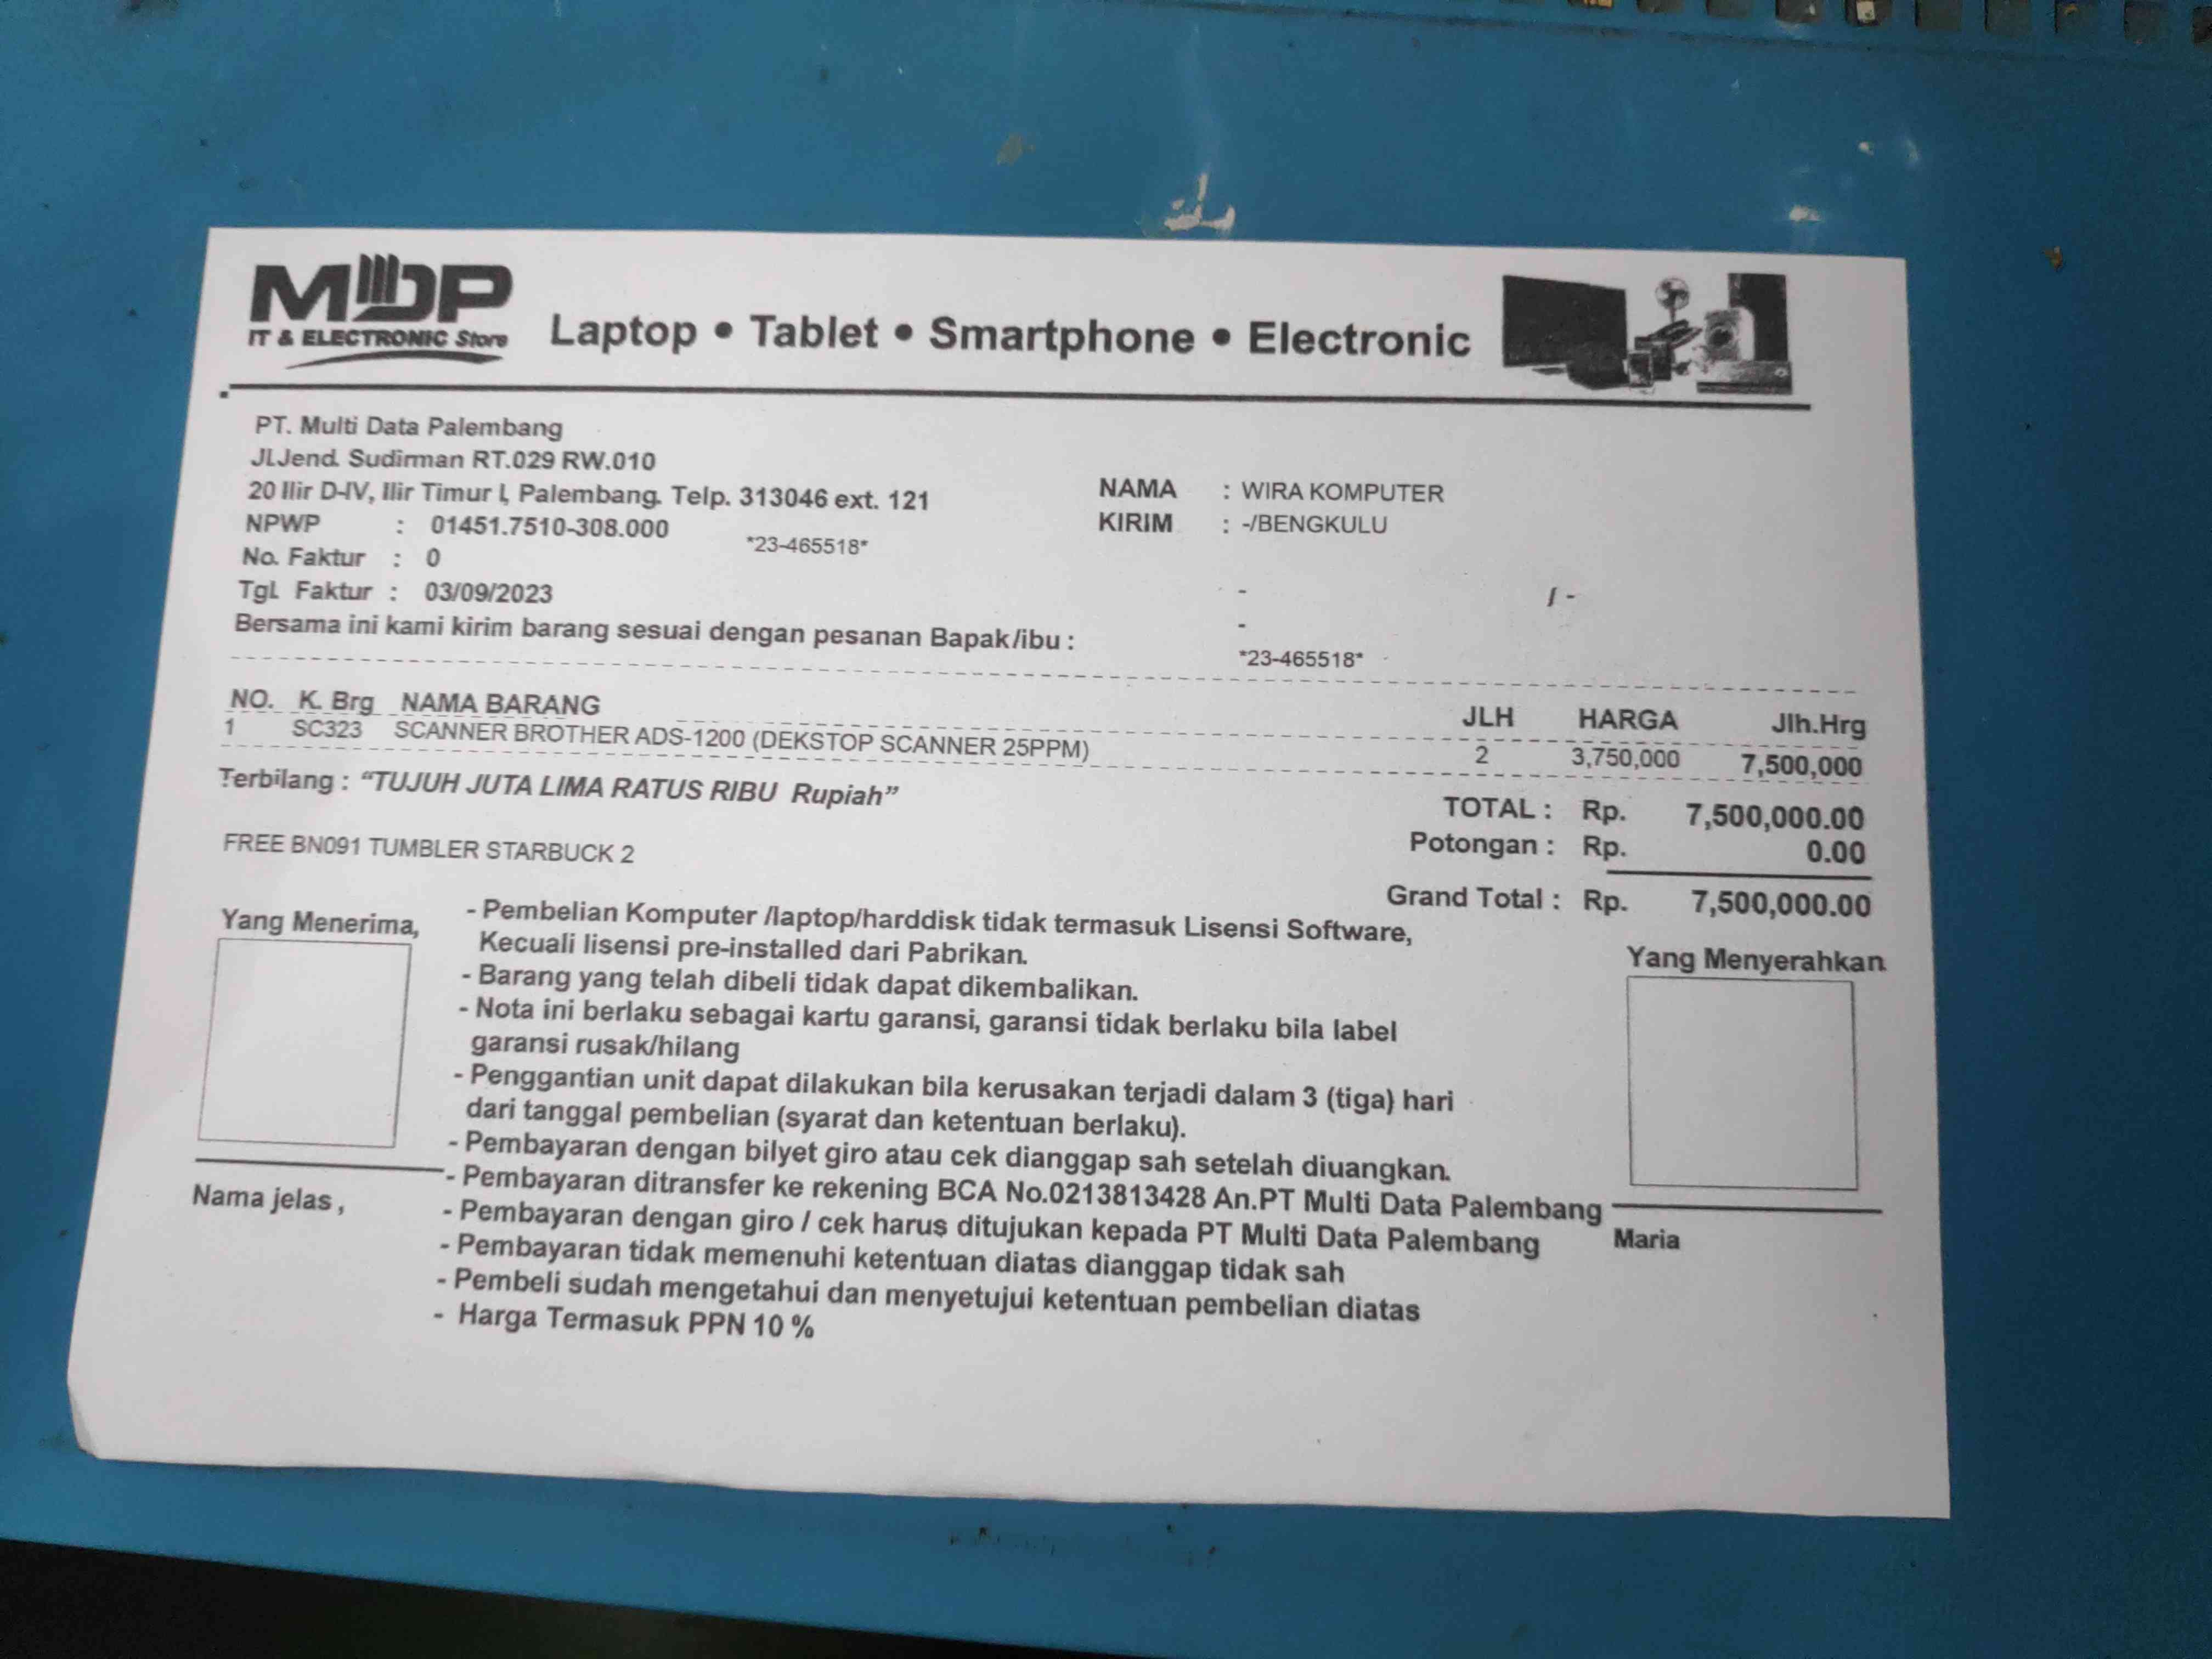 MDP
IT & ELECTRONIC Store
Laptop • Tablet • Smartphone • Electronic
PT. Multi Data Palembang
Jl.Jend. Sudirman RT.029 RW.010
20 Ilir D-IV, Ilir Timur I, Palembang. Telp. 313046 ext. 121
NPWP : 01451.7510-308.000
*23-465518*
No. Faktur : 0
Tgl. Faktur : 03/09/2023
Bersama ini kami kirim barang sesuai dengan pesanan Bapak/ibu :
NAMA : WIRA KOMPUTER
KIRIM : -/BENGKULU
- / -
-
*23-465518*
NO. K. Brg NAMA BARANG JLH HARGA Jlh.Hrg
1 SC323 SCANNER BROTHER ADS-1200 (DEKSTOP SCANNER 25PPM) 2 3,750,000 7,500,000
Terbilang : “TUJUH JUTA LIMA RATUS RIBU Rupiah”
TOTAL : Rp. 7,500,000.00
Potongan : Rp. 0.00
FREE BN091 TUMBLER STARBUCK 2
Grand Total : Rp. 7,500,000.00
Yang Menerima,
- Pembelian Komputer /laptop/harddisk tidak termasuk Lisensi Software,
Kecuali lisensi pre-installed dari Pabrikan.
- Barang yang telah dibeli tidak dapat dikembalikan.
- Nota ini berlaku sebagai kartu garansi, garansi tidak berlaku bila label
garansi rusak/hilang
- Penggantian unit dapat dilakukan bila kerusakan terjadi dalam 3 (tiga) hari
dari tanggal pembelian (syarat dan ketentuan berlaku).
- Pembayaran dengan bilyet giro atau cek dianggap sah setelah diuangkan.
- Pembayaran ditransfer ke rekening BCA No.0213813428 An.PT Multi Data Palembang
- Pembayaran dengan giro / cek harus ditujukan kepada PT Multi Data Palembang
- Pembayaran tidak memenuhi ketentuan diatas dianggap tidak sah
- Pembeli sudah mengetahui dan menyetujui ketentuan pembelian diatas
- Harga Termasuk PPN 10 %
Nama jelas ,
Yang Menyerahkan
Maria